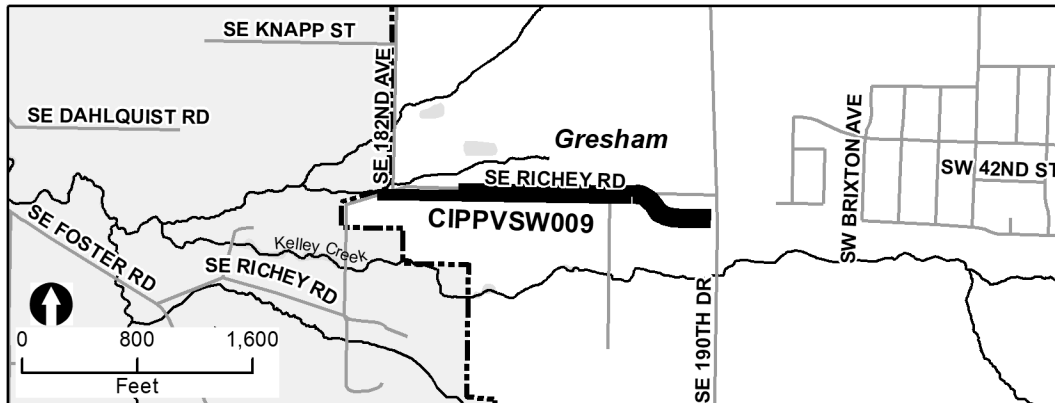 SE KNAPP ST
SE 182ND AVE
SE DAHLQUIST RD
Gresham
SW BRIXTON AVE
SW 42ND ST
SE RICHEY RD
CIPPVSW009
SE FOSTER RD
Kelley Creek
SE RICHEY RD
SE 190TH DR
0 800 1,600
Feet